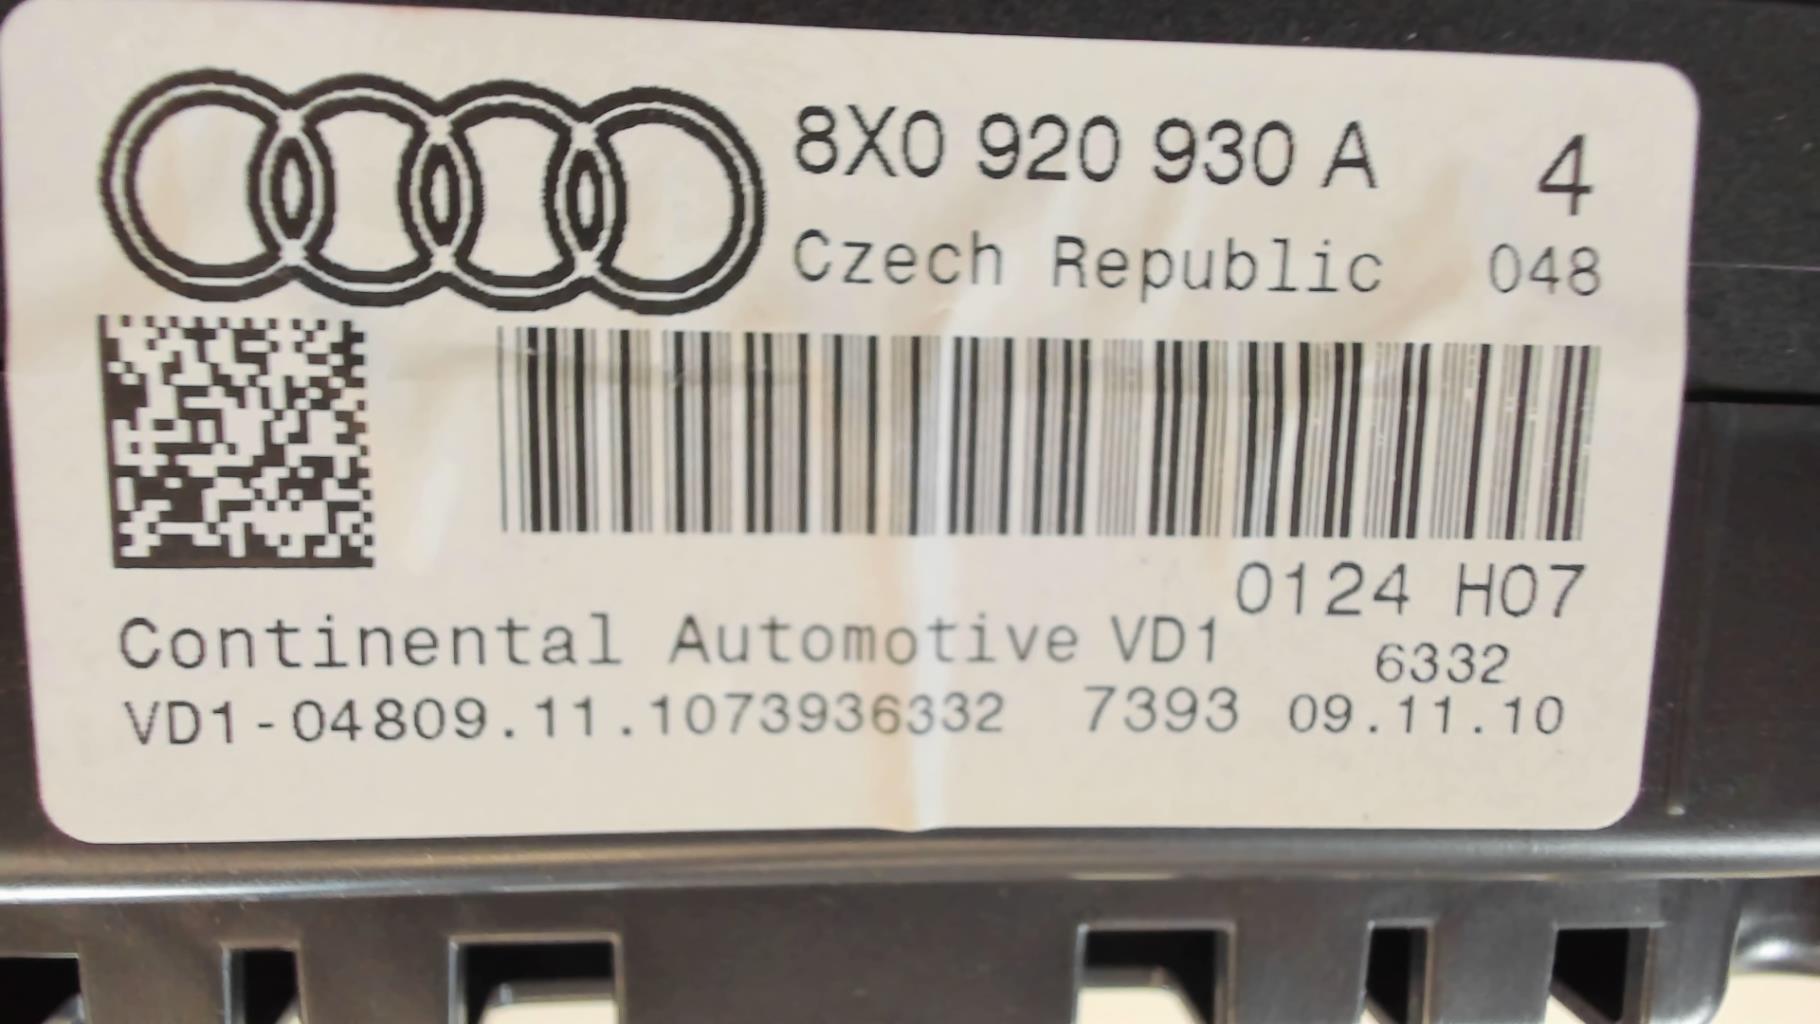 8X0 920 930 A 4
Czech Republic 048
0124 H07
Continental Automotive VD1 6332
VD1-04809.11.1073936332 7393 09.11.10